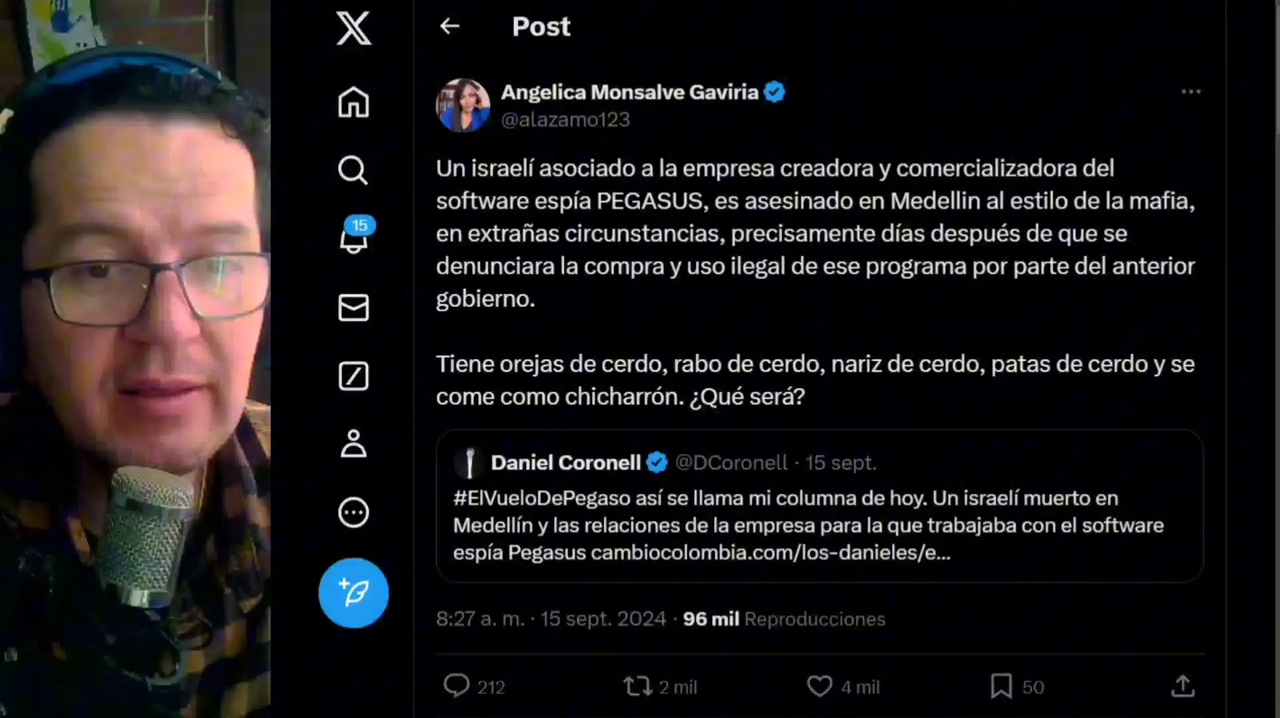 Post
Angelica Monsalve Gaviria
@alazamo123
Un israelí asociado a la empresa creadora y comercializadora del
software espía PEGASUS, es asesinado en Medellin al estilo de la mafia,
en extrañas circunstancias, precisamente días después de que se
denunciara la compra y uso ilegal de ese programa por parte del anterior
gobierno.
Tiene orejas de cerdo, rabo de cerdo, nariz de cerdo, patas de cerdo y se
come como chicharrón. ¿Qué será?
Daniel Coronell @DCoronell · 15 sept.
#ElVueloDePegaso así se llama mi columna de hoy. Un israelí muerto en
Medellín y las relaciones de la empresa para la que trabajaba con el software
espía Pegasus cambiocolombia.com/los-danieles/e...
8:27 a. m. · 15 sept. 2024 · 96 mil Reproducciones
212 2 mil 4 mil 50
15